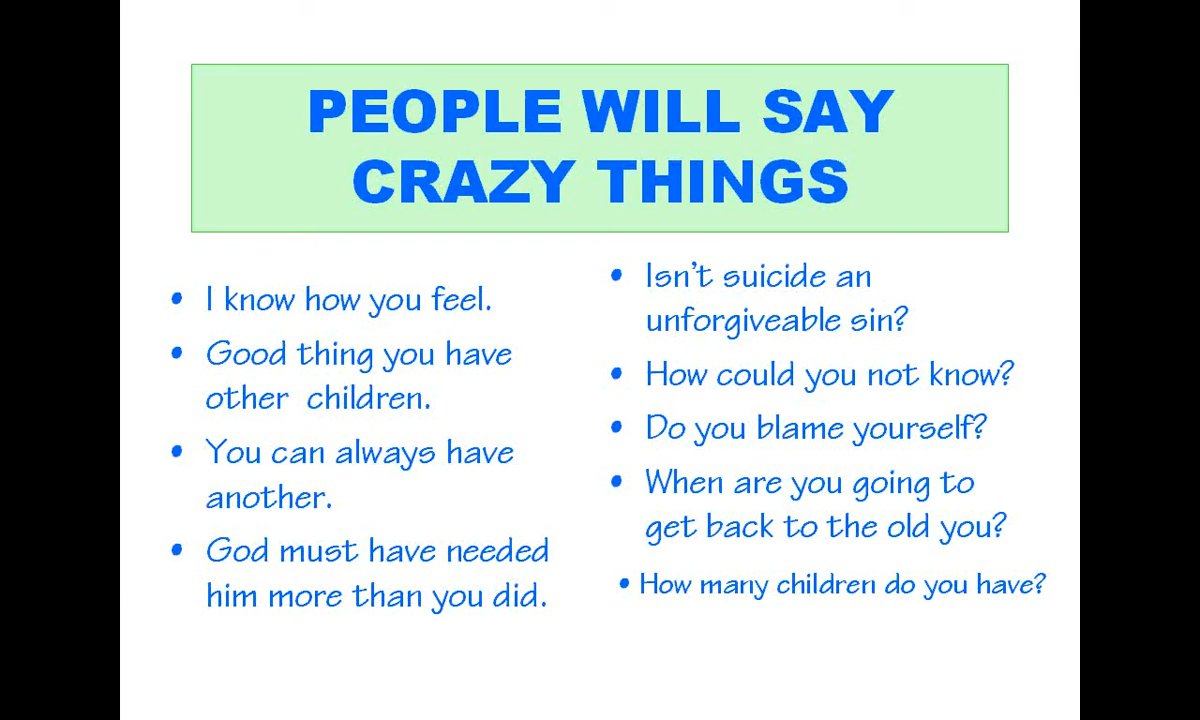 PEOPLE WILL SAY
CRAZY THINGS
• I know how you feel.
• Good thing you have
other children.
• You can always have
another.
• God must have needed
him more than you did.
• Isn't suicide an
unforgiveable sin?
• How could you not know?
• Do you blame yourself?
• When are you going to
get back to the old you?
• How many children do you have?